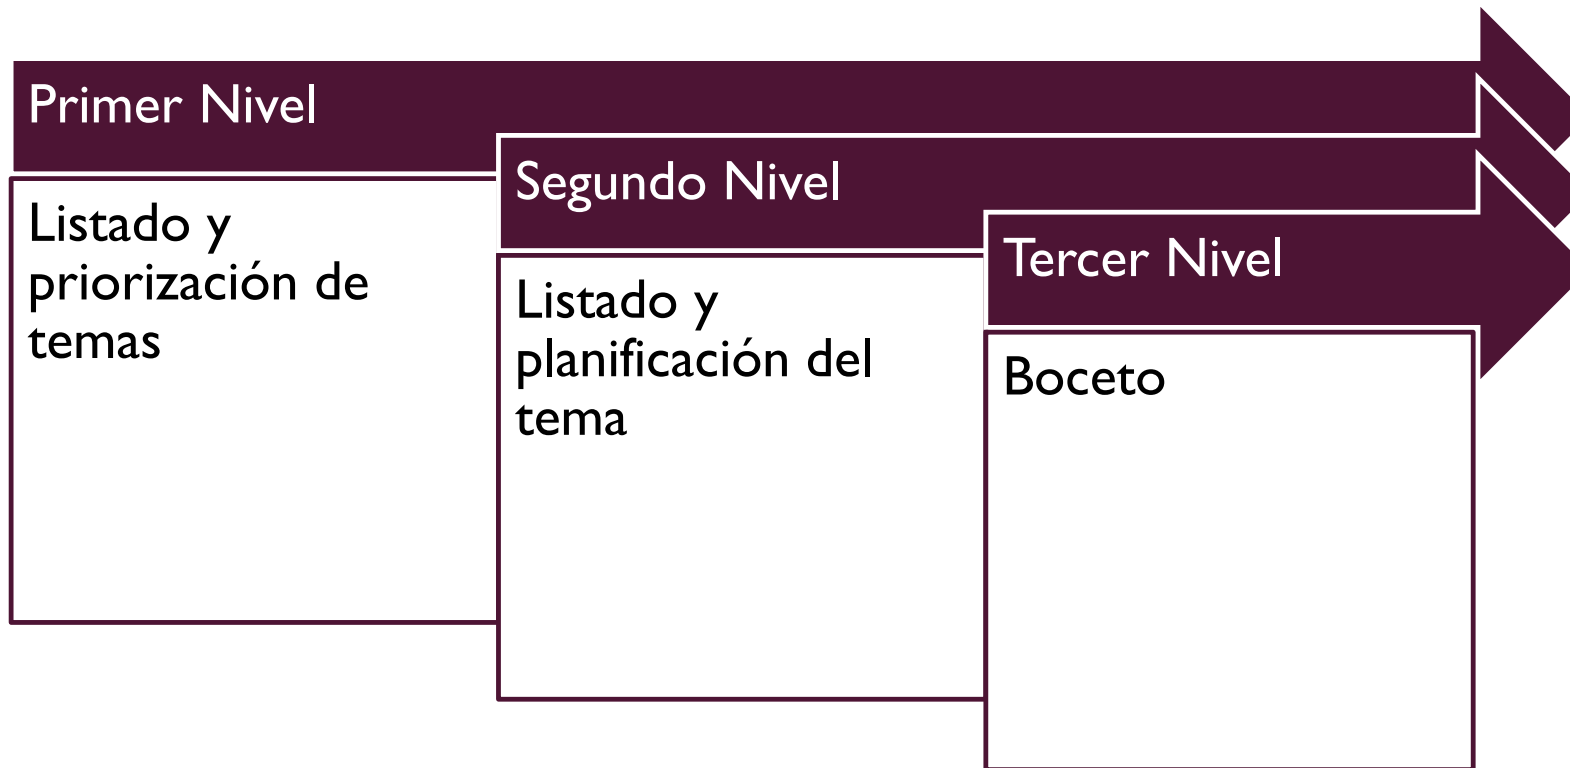 Primer Nivel
Listado y
priorización de
temas
Segundo Nivel
Listado y
planificación del
tema
Tercer Nivel
Boceto